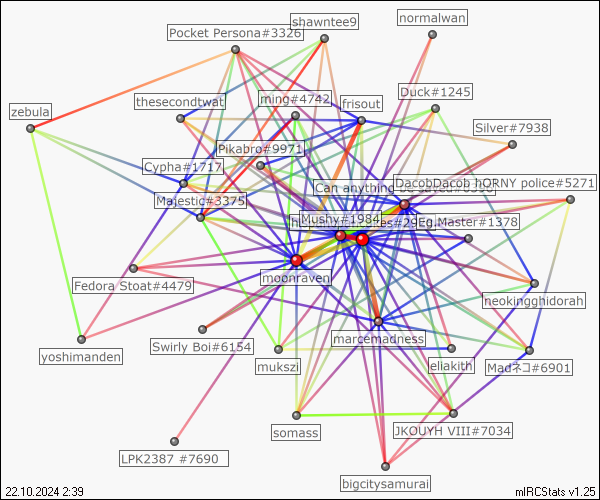 shawntee9
normalwan
Pocket Persona#3326
Duck#1245
thesecondtwat
ming#4742
frisout
zebula
Silver#7938
Pikabro#9971
Cypha#1717
Can anything be
DacobDacob hORNY police#5271
Majestic#3375
Mushy#1984
Eg.Master#1378
moonraven
Fedora Stoat#4479
neokingghidorah
marcemadness
yoshimanden
Swirly Boi#6154
mukszi
eliakith
Madネコ#6901
somass
JKOUYH VIII#7034
LPK2387 #7690
bigcitysamurai
22.10.2024 2:39
mIRCStats v1.25